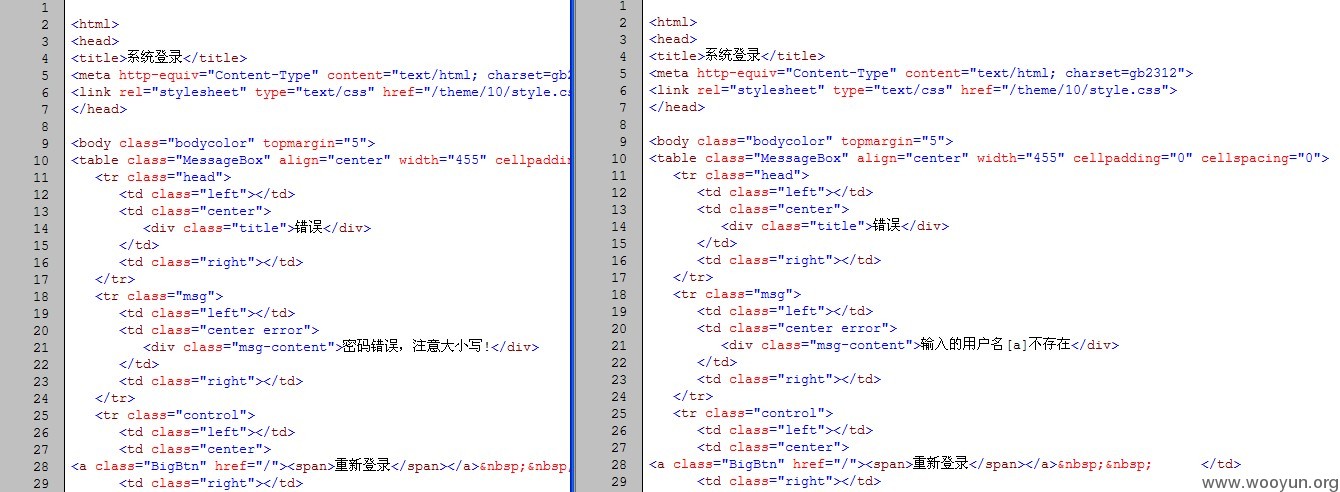 1
2 <html>
3 <head>
4 <title>系统登录</title>
5 <meta http-equiv="Content-Type" content="text/html; charset=gb2
6 <link rel="stylesheet" type="text/css" href="/theme/10/style.cs
7 </head>
8
9 <body class="bodycolor" topmargin="5">
10 <table class="MessageBox" align="center" width="455" cellpaddin
11 <tr class="head">
12 <td class="left"></td>
13 <td class="center">
14 <div class="title">错误</div>
15 </td>
16 <td class="right"></td>
17 </tr>
18 <tr class="msg">
19 <td class="left"></td>
20 <td class="center error">
21 <div class="msg-content">密码错误，注意大小写!</div>
22 </td>
23 <td class="right"></td>
24 </tr>
25 <tr class="control">
26 <td class="left"></td>
27 <td class="center">
28 <a class="BigBtn" href="/"><span>重新登录</span></a>&nbsp;&nbsp;
29 <td class="right"></td>
1
2 <html>
3 <head>
4 <title>系统登录</title>
5 <meta http-equiv="Content-Type" content="text/html; charset=gb2312">
6 <link rel="stylesheet" type="text/css" href="/theme/10/style.css">
7 </head>
8
9 <body class="bodycolor" topmargin="5">
10 <table class="MessageBox" align="center" width="455" cellpadding="0" cellspacing="0">
11 <tr class="head">
12 <td class="left"></td>
13 <td class="center">
14 <div class="title">错误</div>
15 </td>
16 <td class="right"></td>
17 </tr>
18 <tr class="msg">
19 <td class="left"></td>
20 <td class="center error">
21 <div class="msg-content">输入的用户名[a]不存在</div>
22 </td>
23 <td class="right"></td>
24 </tr>
25 <tr class="control">
26 <td class="left"></td>
27 <td class="center">
28 <a class="BigBtn" href="/"><span>重新登录</span></a>&nbsp;&nbsp; </td>
29 <td class="right"></td>
www.wooyun.org